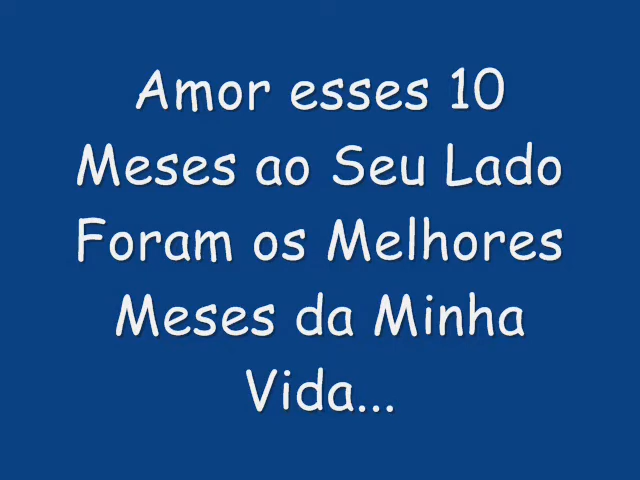 Amor esses 10
Meses ao Seu Lado
Foram os Melhores
Meses da Minha
Vida...